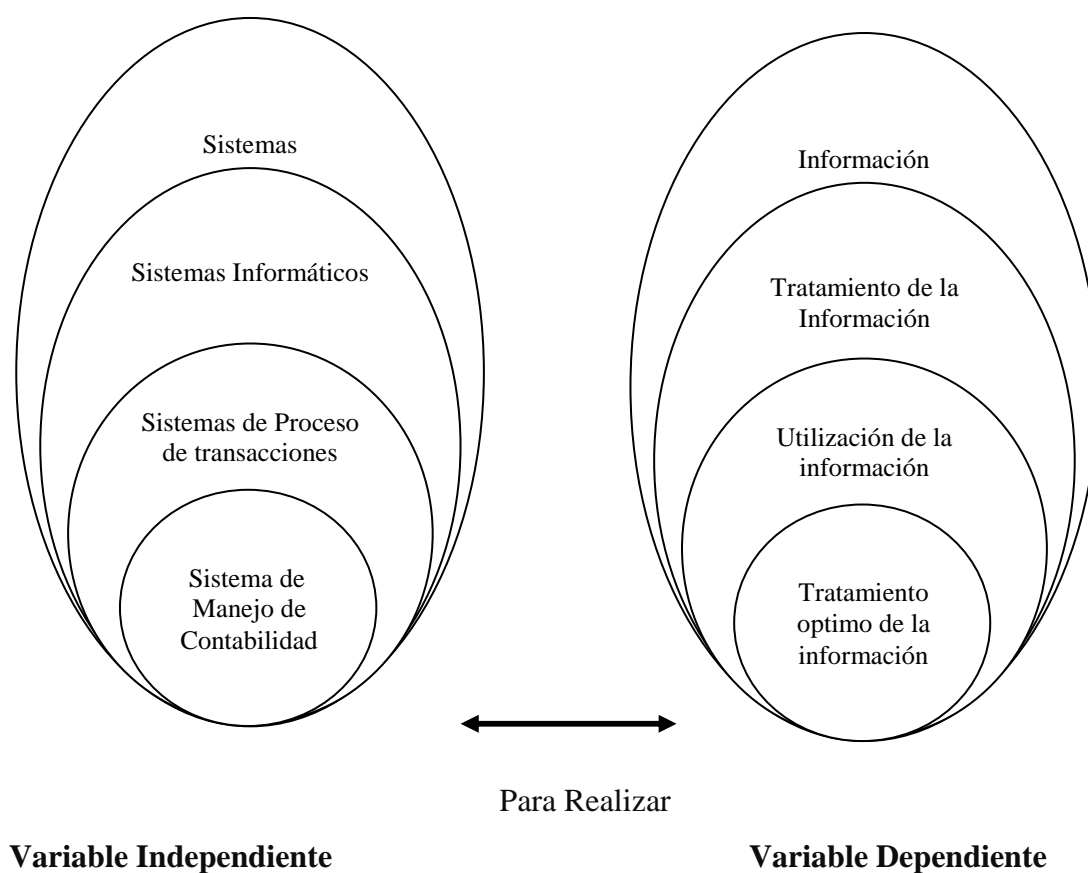 Sistemas
Sistemas Informáticos
Sistemas de Proceso
de transacciones
Sistema de
Manejo de
Contabilidad
Información
Tratamiento de la
Información
Utilización de la
información
Tratamiento
optimo de la
información
Para Realizar
Variable Independiente
Variable Dependiente